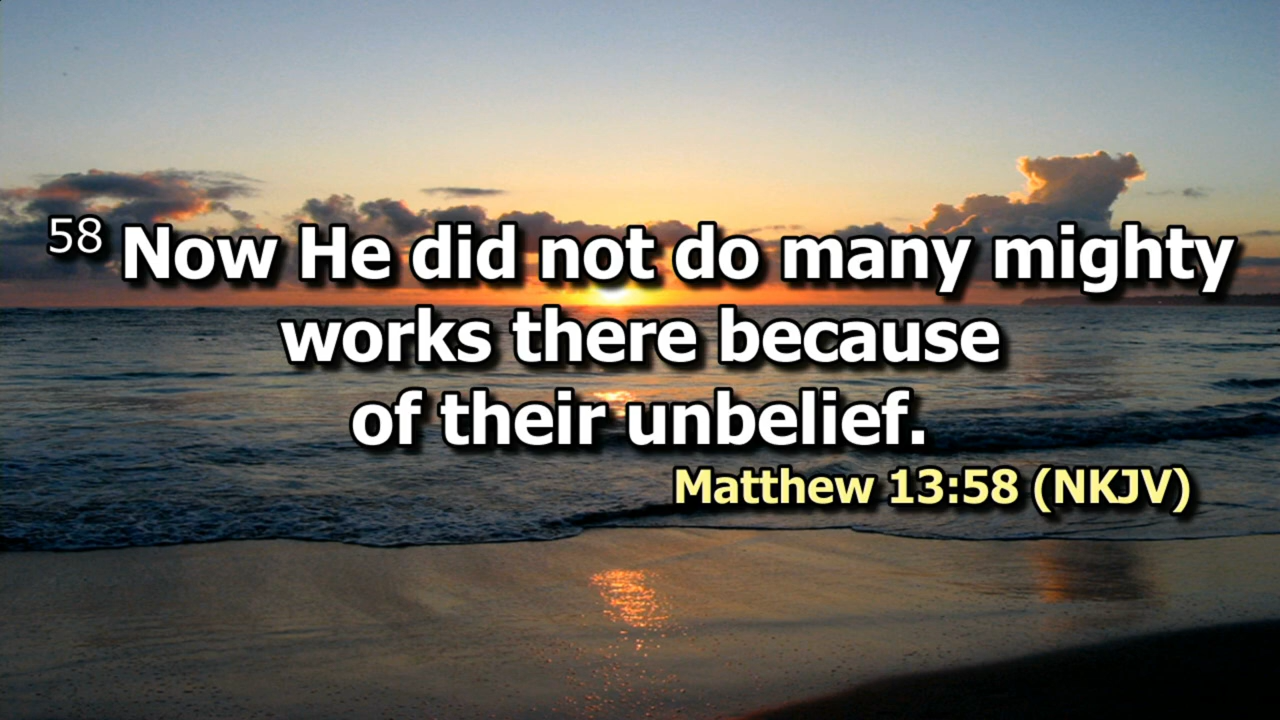 58 Now He did not do many mighty
works there because
of their unbelief.
Matthew 13:58 (NKJV)